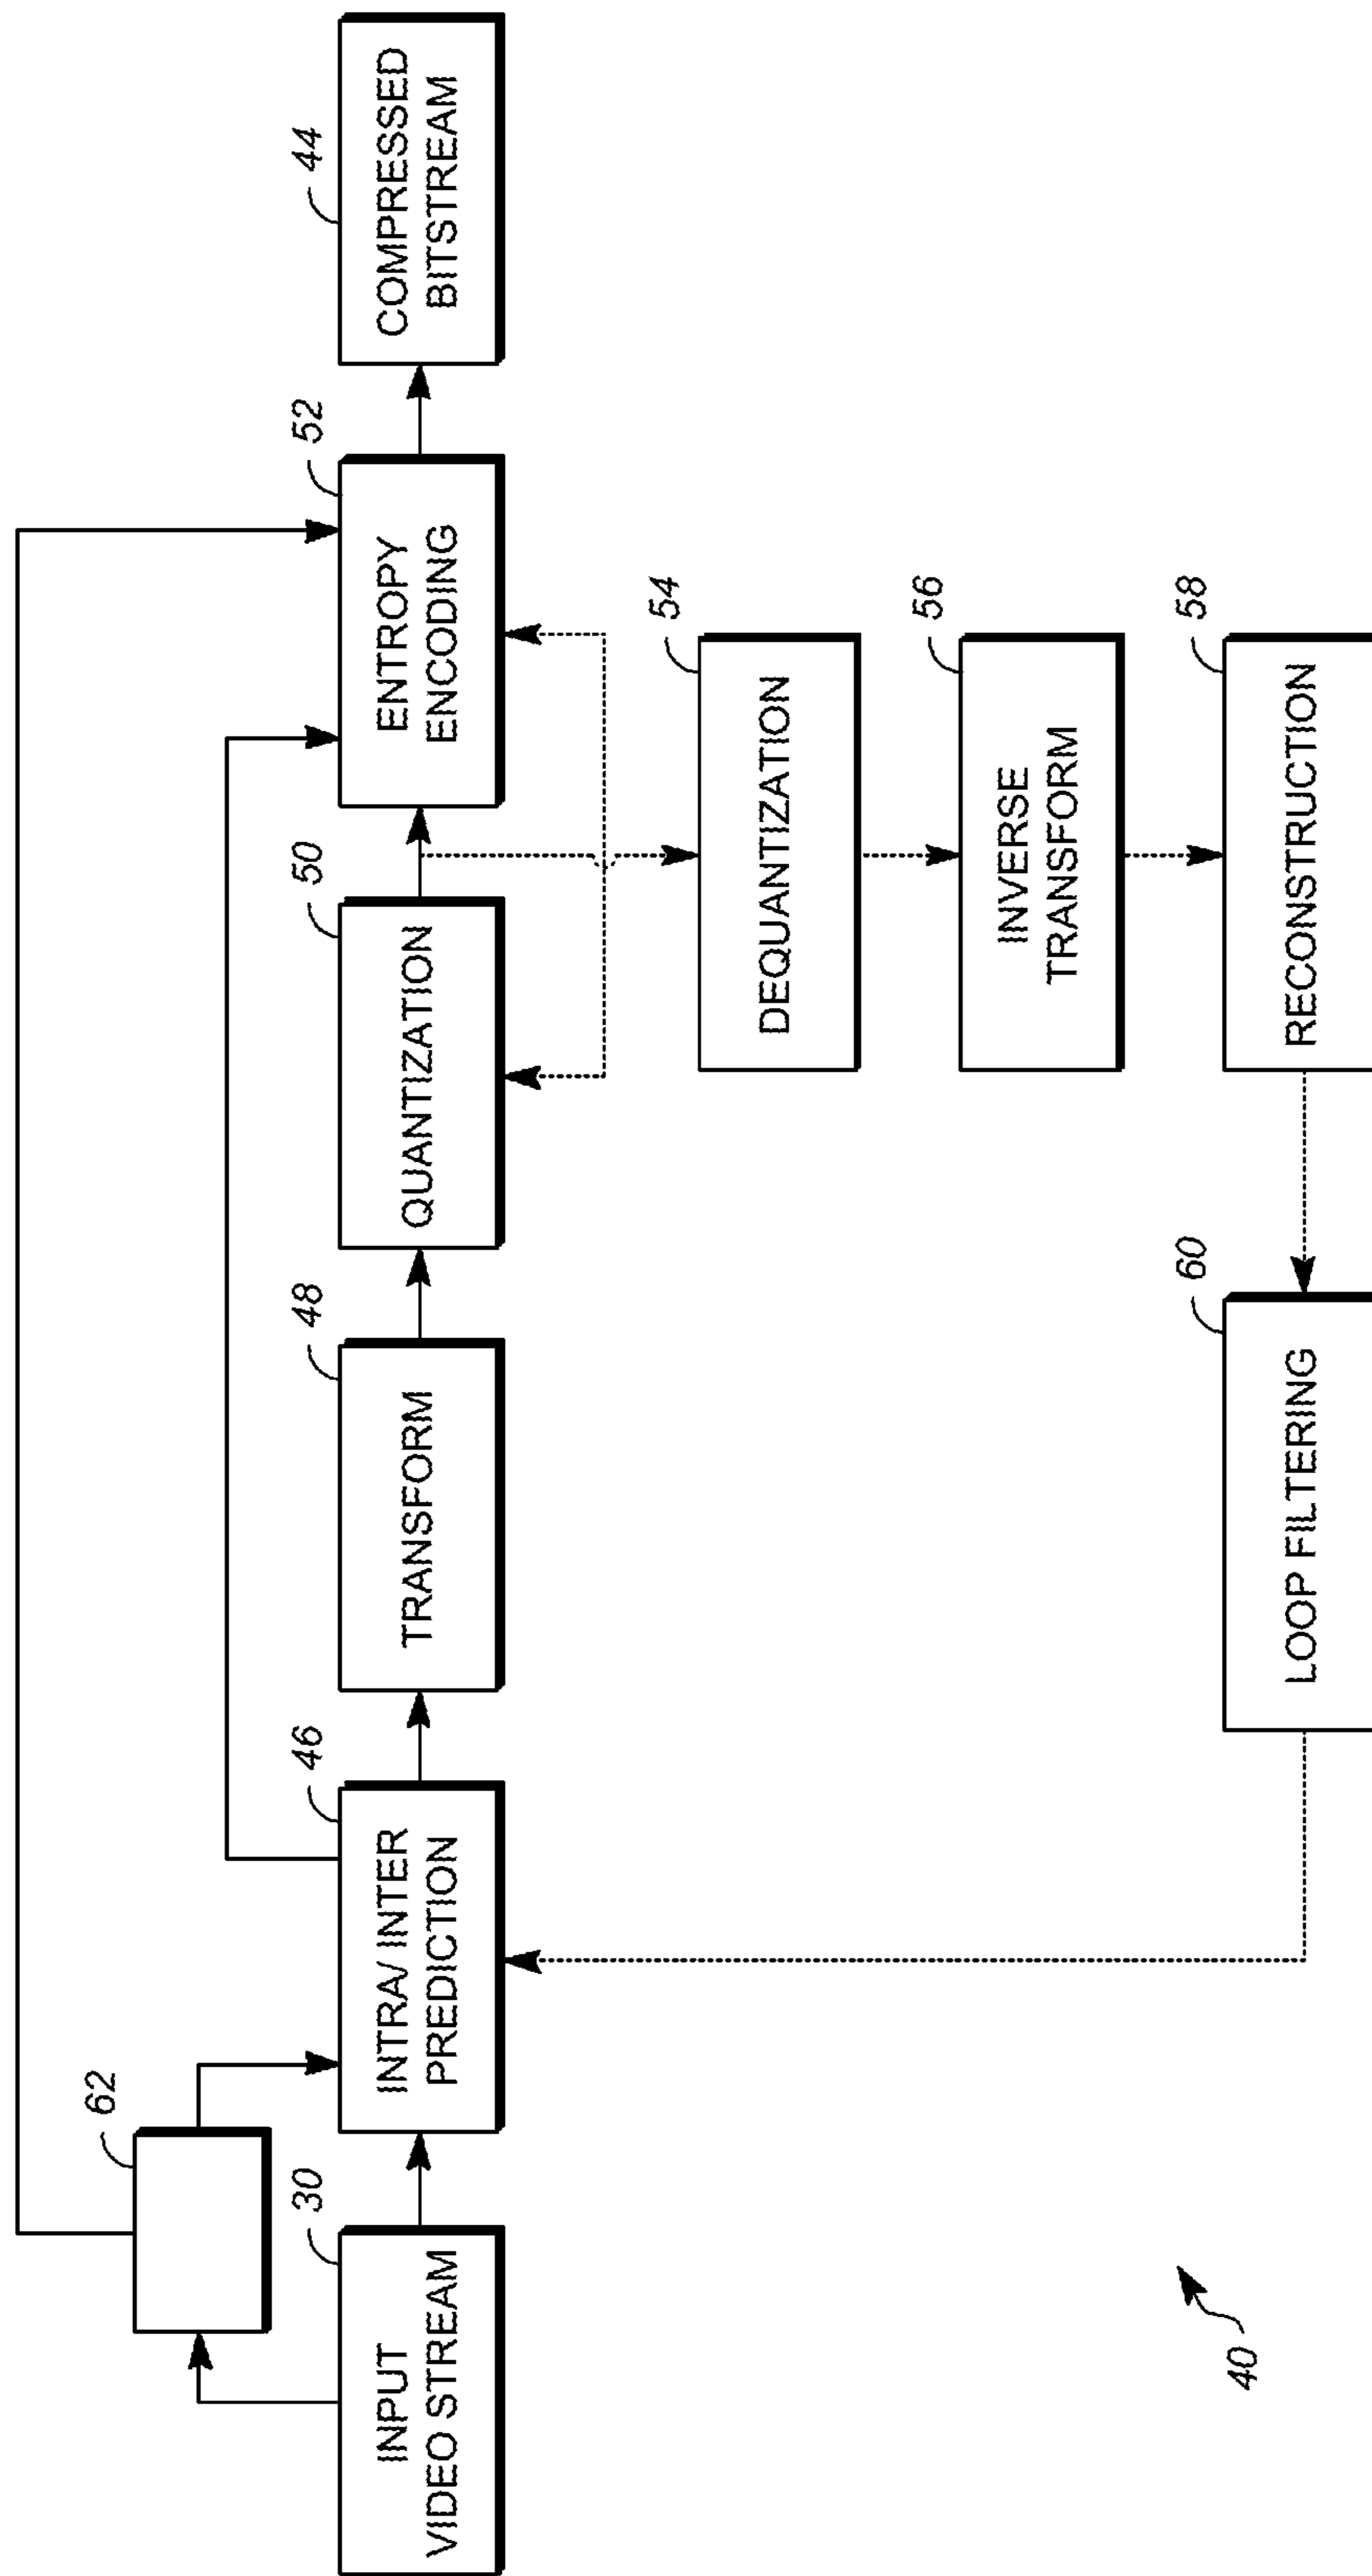 62
30
INPUT
VIDEO STREAM
46
INTRA/ INTER
PREDICTION
48
TRANSFORM
50
QUANTIZATION
52
ENTROPY
ENCODING
44
COMPRESSED
BITSTREAM
54
DEQUANTIZATION
56
INVERSE
TRANSFORM
60
LOOP FILTERING
58
RECONSTRUCTION
40